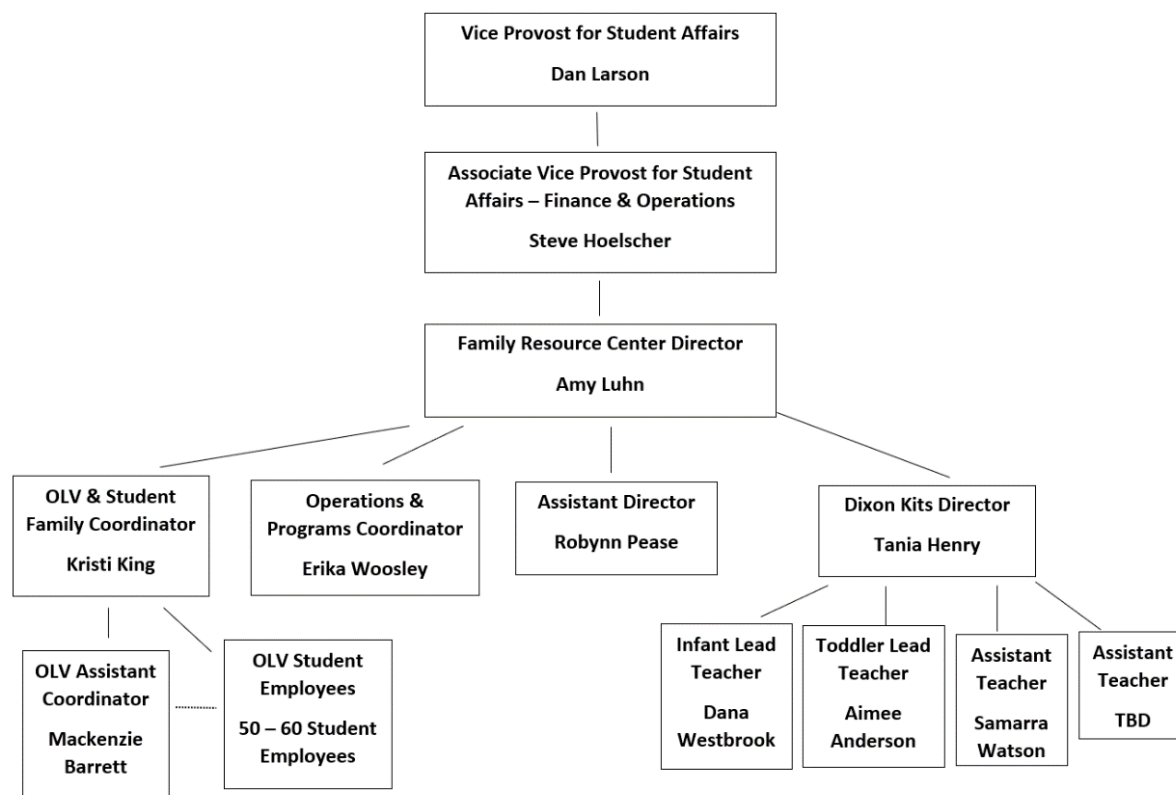 Vice Provost for Student Affairs
Dan Larson
Associate Vice Provost for Student
Affairs – Finance & Operations
Steve Hoelscher
Family Resource Center Director
Amy Luhn
OLV & Student
Family Coordinator
Kristi King
Operations &
Programs Coordinator
Erika Woosley
Assistant Director
Robynn Pease
Dixon Kits Director
Tania Henry
OLV Assistant
Coordinator
Mackenzie
Barrett
OLV Student
Employees
50 – 60 Student
Employees
Infant Lead
Teacher
Dana
Westbrook
Toddler Lead
Teacher
Aimee
Anderson
Assistant
Teacher
Samarra
Watson
Assistant
Teacher
TBD